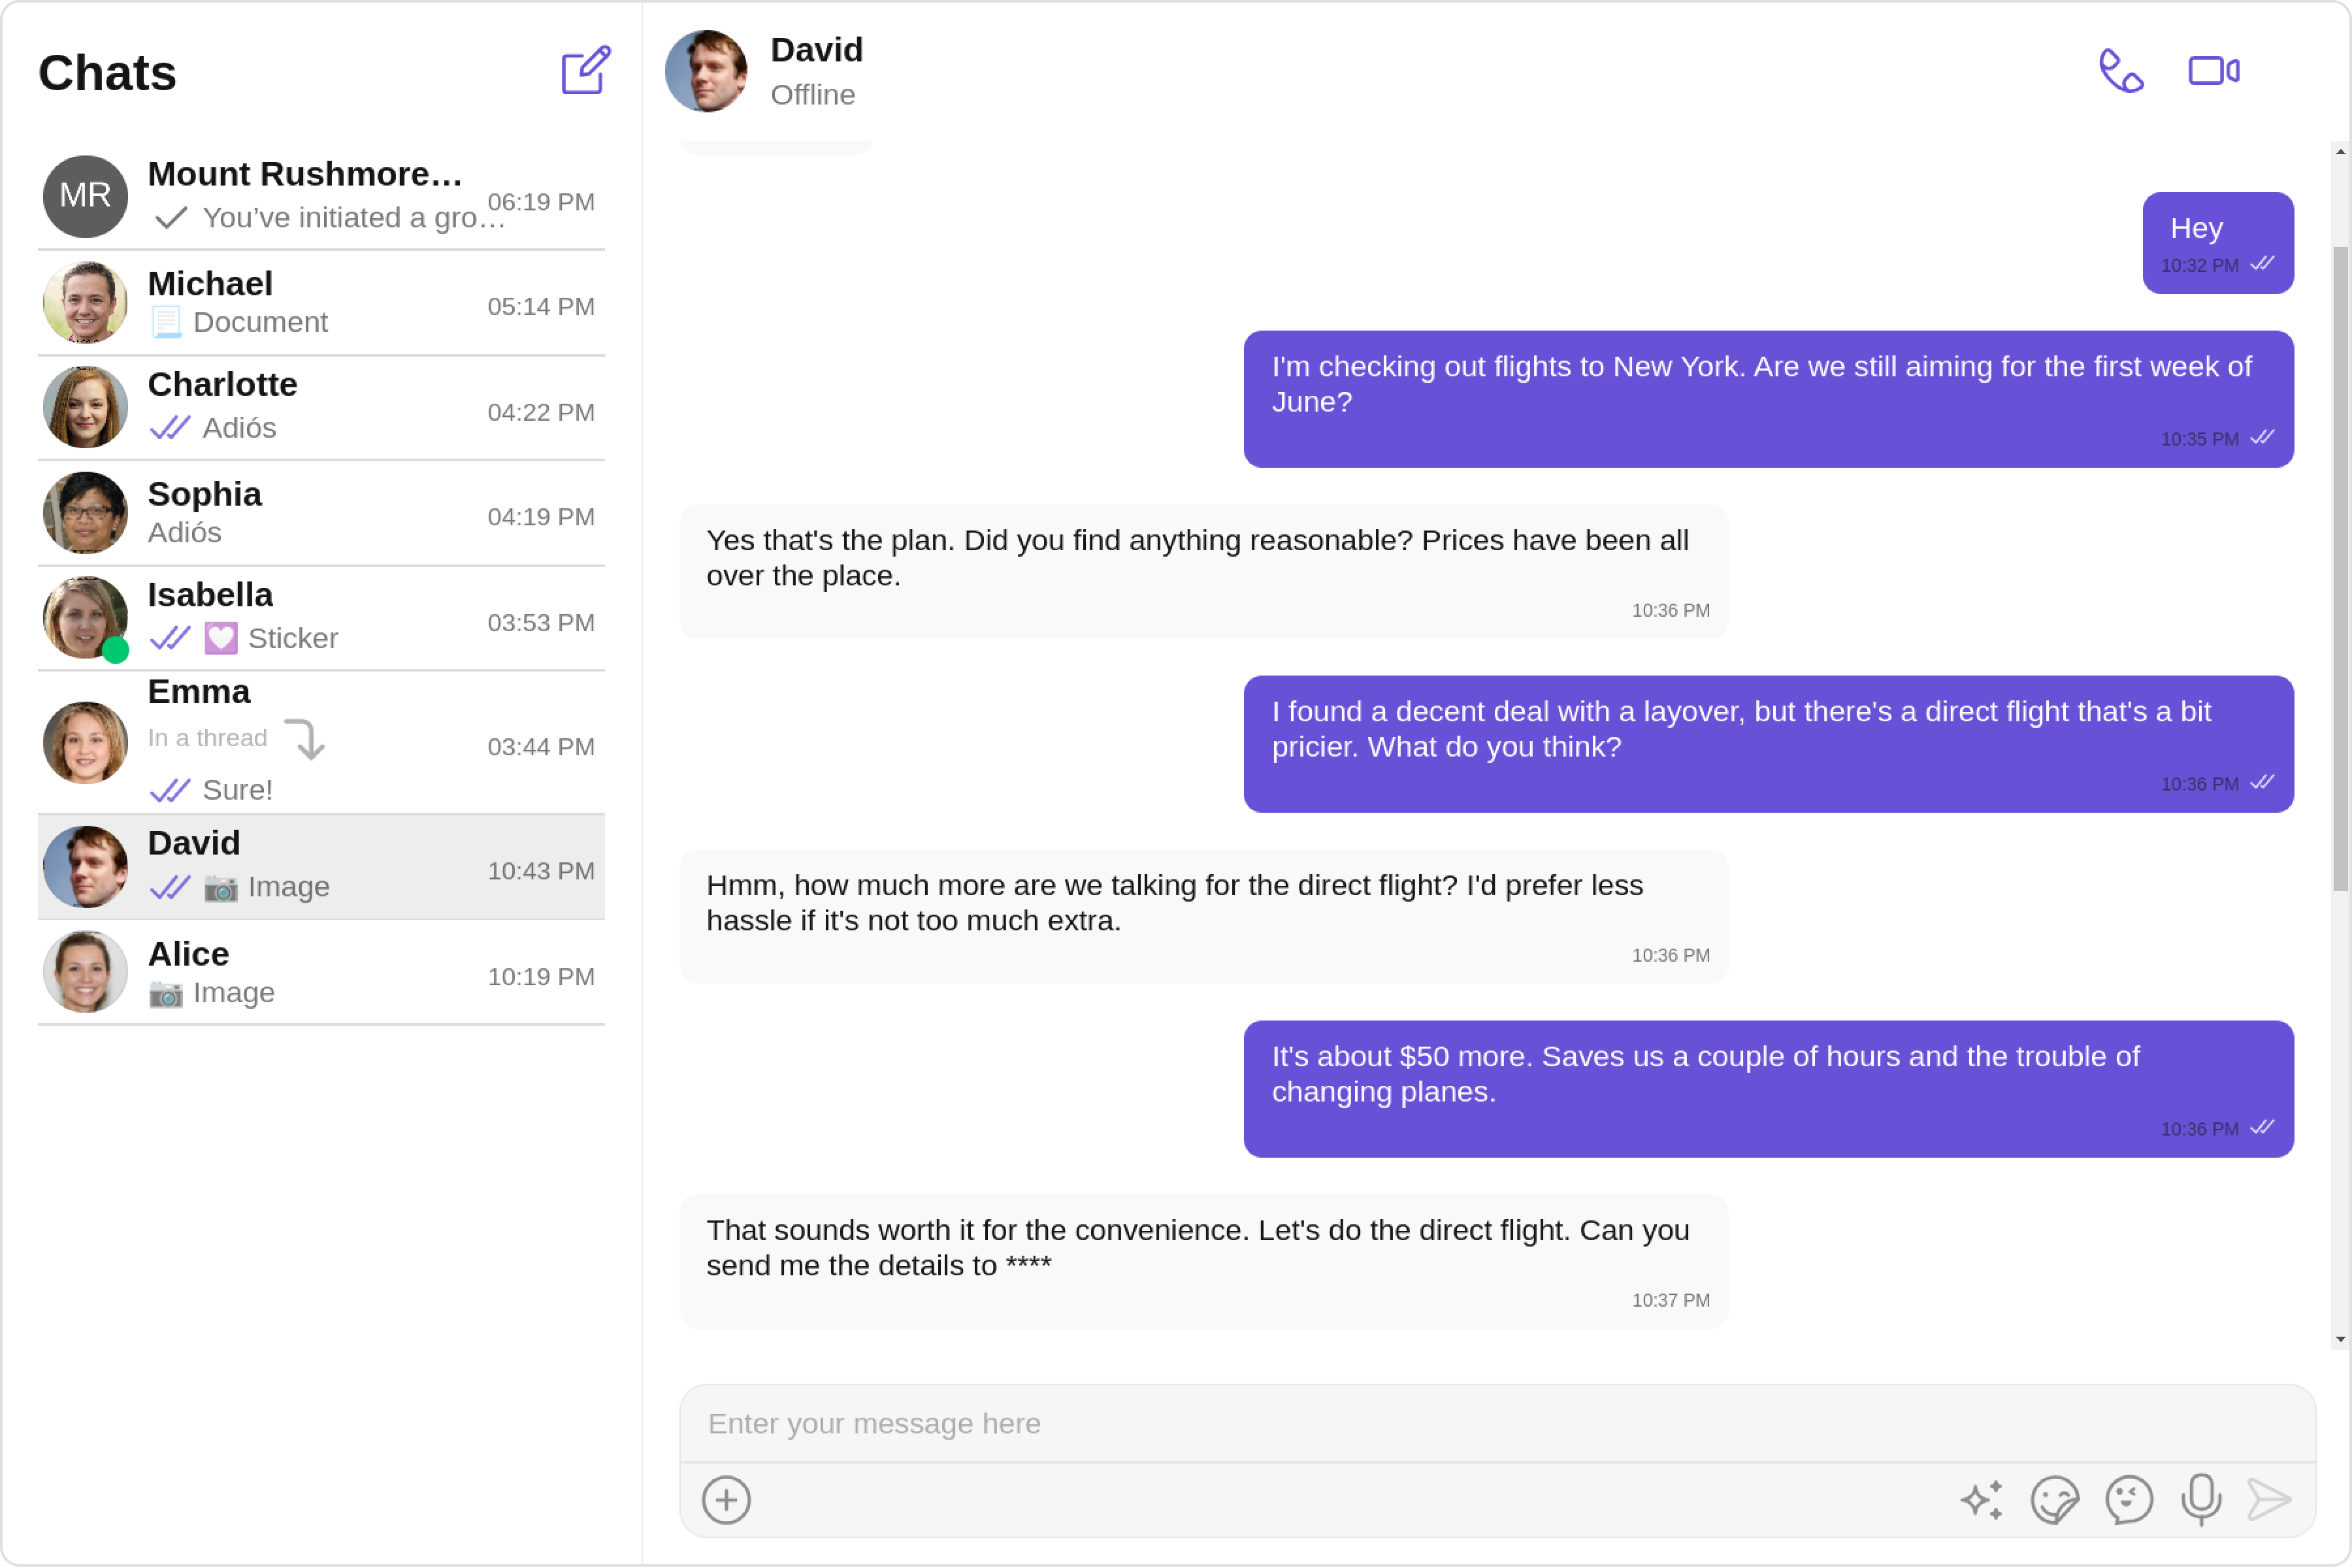 Chats
MR
Mount Rushmore…
You’ve initiated a gro…
06:19 PM
Michael
Document
05:14 PM
Charlotte
Adiós
04:22 PM
Sophia
Adiós
04:19 PM
Isabella
Sticker
03:53 PM
Emma
In a thread
Sure!
03:44 PM
David
Image
10:43 PM
Alice
Image
10:19 PM
David
Offline
Hey
10:32 PM
I'm checking out flights to New York. Are we still aiming for the first week of
June?
10:35 PM
Yes that's the plan. Did you find anything reasonable? Prices have been all
over the place.
10:36 PM
I found a decent deal with a layover, but there's a direct flight that's a bit
pricier. What do you think?
10:36 PM
Hmm, how much more are we talking for the direct flight? I'd prefer less
hassle if it's not too much extra.
10:36 PM
It's about $50 more. Saves us a couple of hours and the trouble of
changing planes.
10:36 PM
That sounds worth it for the convenience. Let's do the direct flight. Can you
send me the details to ****
10:37 PM
Enter your message here